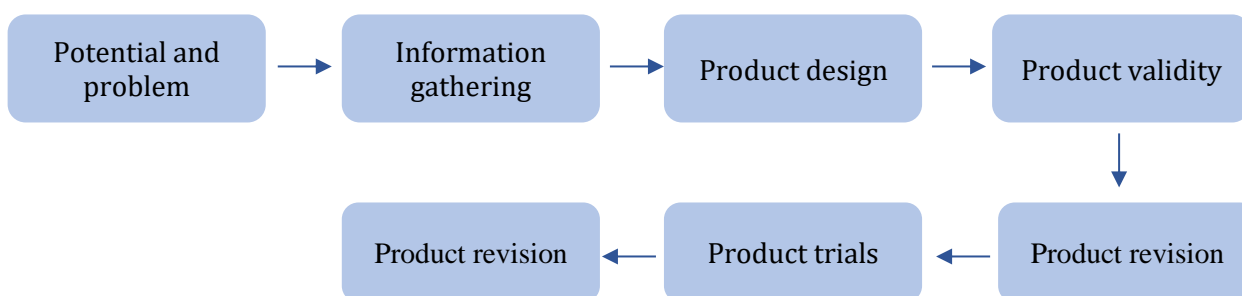 Potential and
problem
Information
gathering
Product design
Product validity
Product revision
Product trials
Product revision